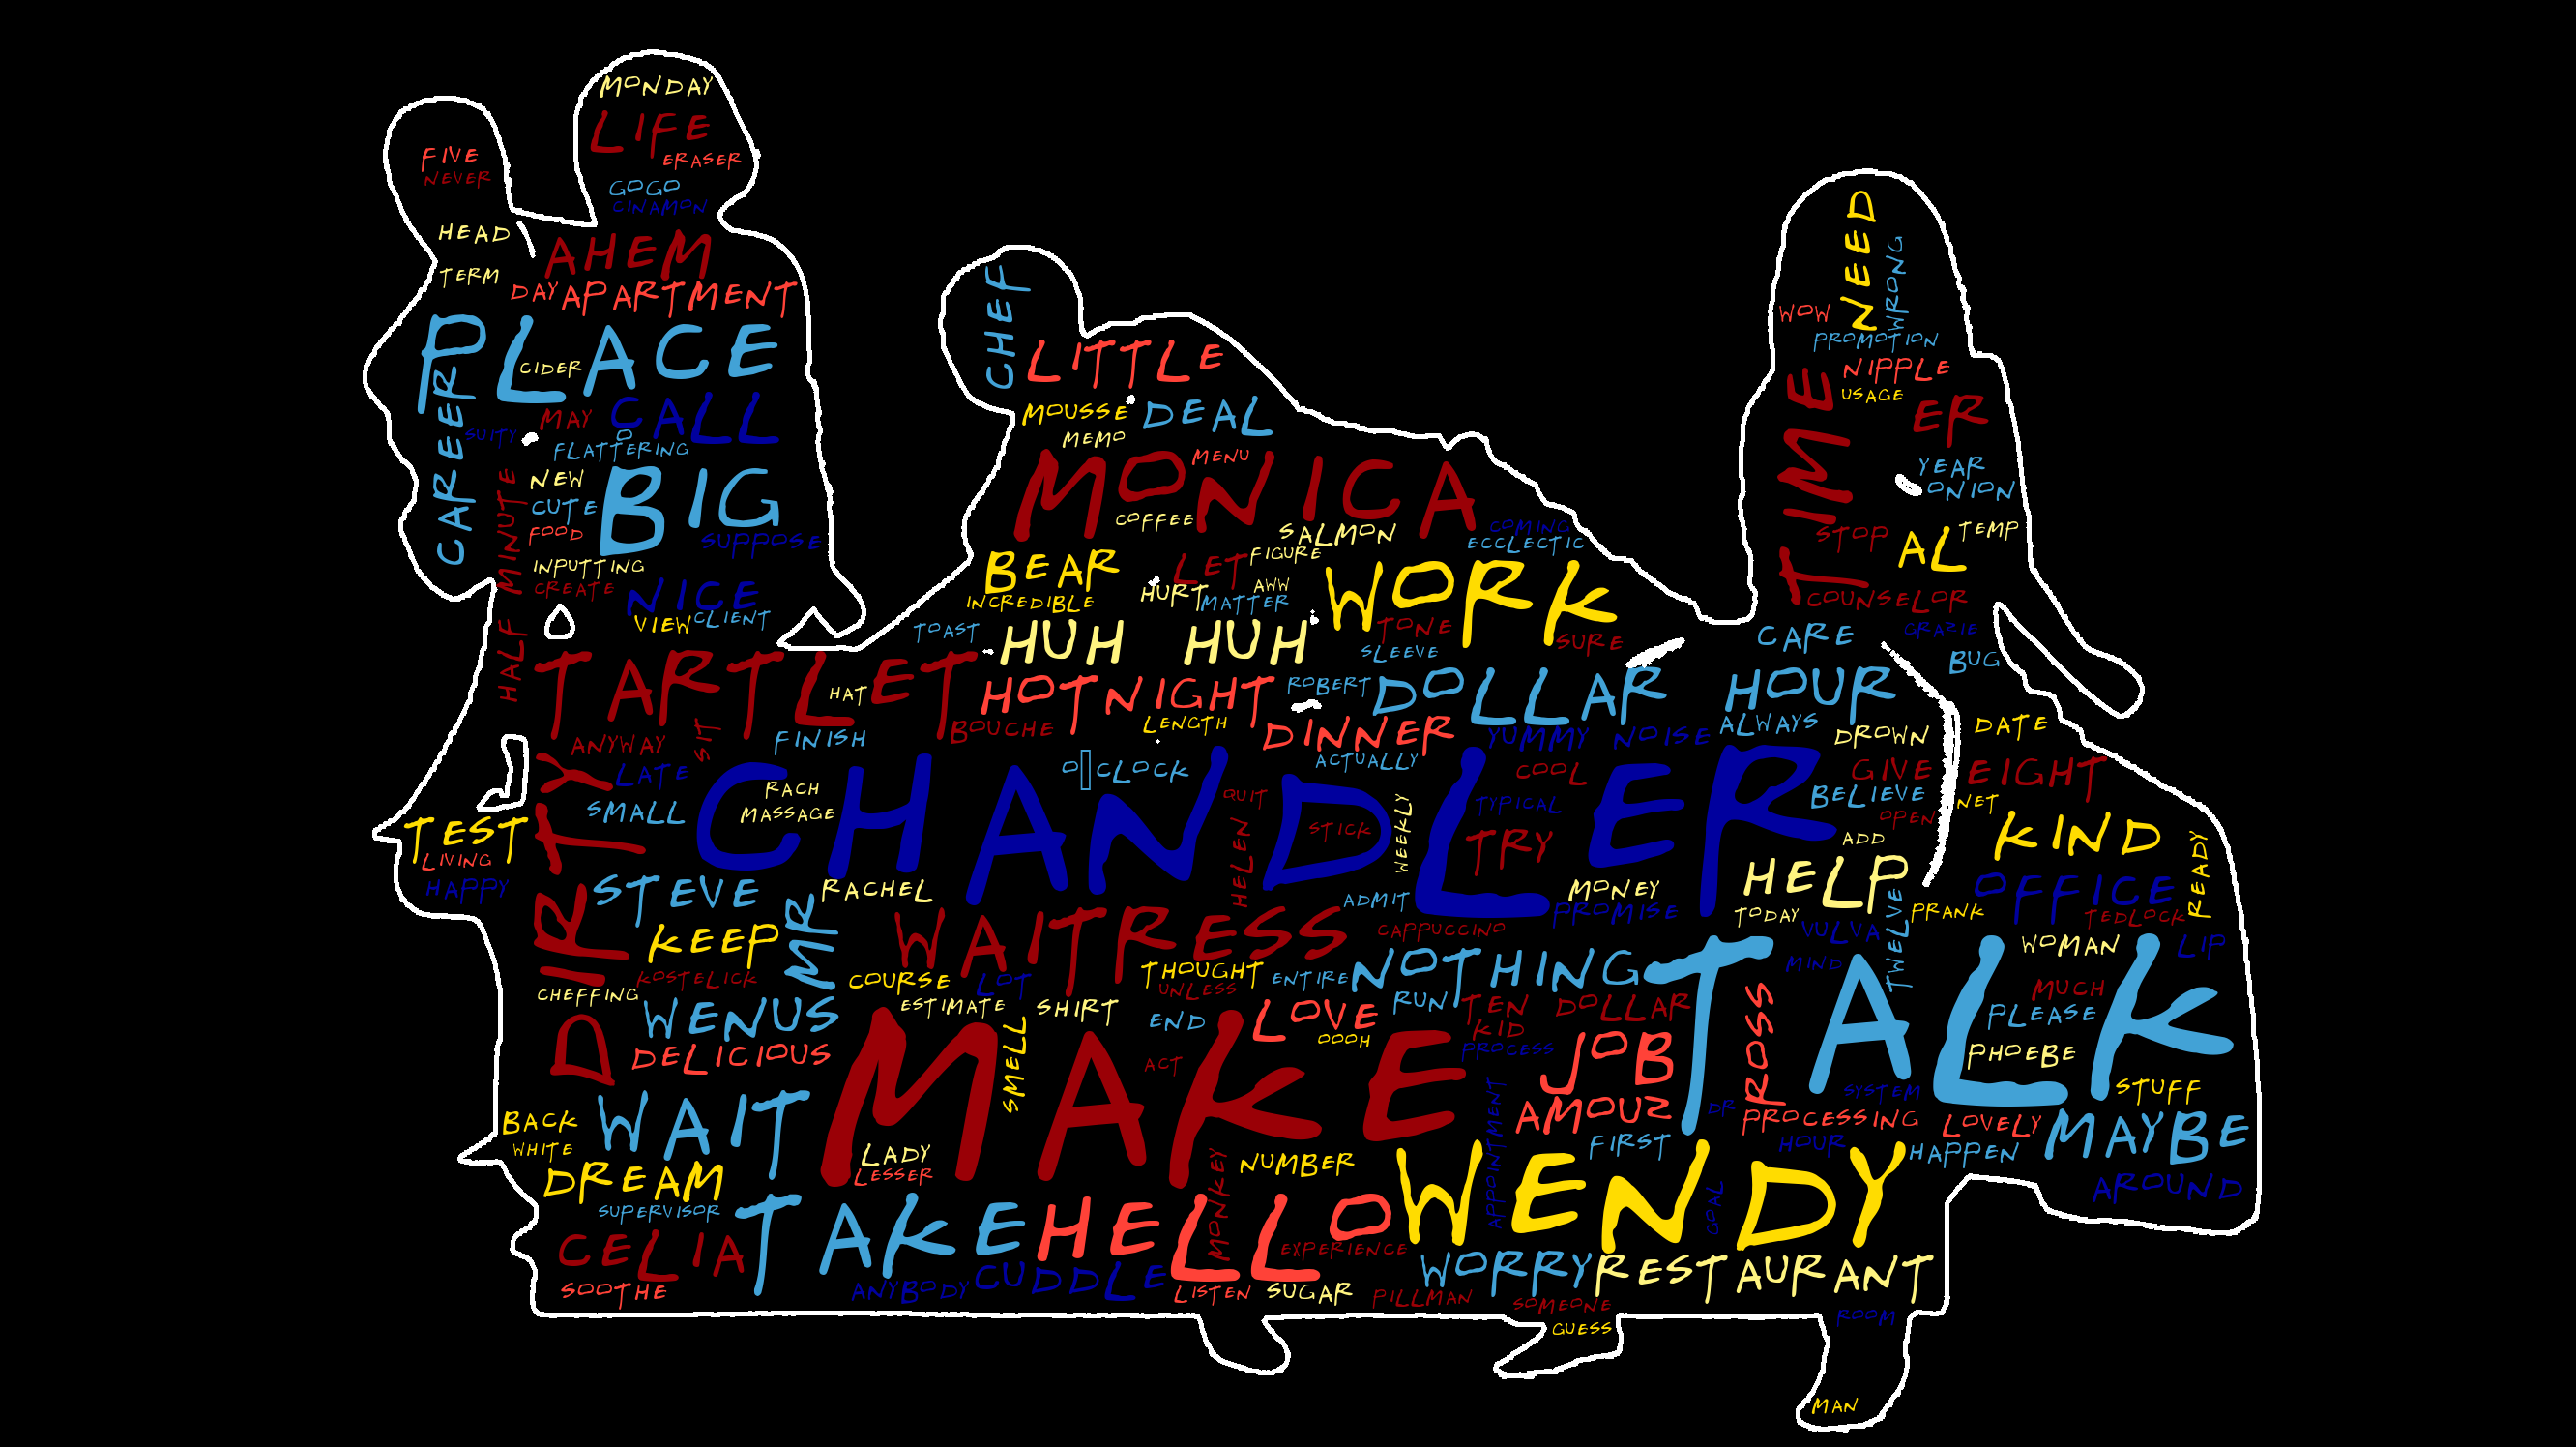 MONDAY
LIFE
ERASER
GOGO
CINAMON
FIVE
NEVER
HEAD
TERM
AHEM
DAY
APARTMENT
PLACE
CIDER
CAREER
MAY
CALL
SUITY
FLATTERING
NEW
CUTE
FOOD
BIG
SUPPOSE
INPUTTING
CREATE
NICE
VIEW
CLIENT
HALF MINUTE
CHEF
LITTLE
MOUSSE
DEAL
MEMO
MENU
MONICA
COFFEE
SALMON
COMING
ECCLECTIC
BEAR
LET
FIGURE
INCREDIBLE
HURT
AWW
MATTER
WORK
TOAST
HUH HUH
TONE
SURE
SLEEVE
NEED
WRONG
WOW
PROMOTION
NIPPLE
USAGE
TIME
ER
YEAR
ONION
STOP
AL
TEMP
COUNSELOR
CARE
GRAZIE
BUG
TARTLET
HAT
HOT
NIGHT
ROBERT
DOLLAR
HOUR
BOUCHE
LENGTH
DINNER
YUMMY NOISE
ALWAYS
DROWN
DATE
ANYWAY
SIT
FINISH
O▯CLOCK
ACTUALLY
COOL
GIVE
EIGHT
LATE
RACH
MASSAGE
SMALL
CHANDLER
QUIT
HELEN
STICK
WEEKLY
TYPICAL
TRY
BELIEVE
NET
OPEN
ADD
KIND
READY
TEST
LIVING
HAPPY
DIRTY
STEVE
RACHEL
MR
ADMIT
MONEY
PROMISE
HELP
TODAY
TWELVE
PRANK
OFFICE
TEDLOCK
KEEP
WAITRESS
CAPPUCCINO
VULVA
WOMAN
LIP
KOSTELICK
COURSE
LOT
THOUGHT
UNLESS
ENTIRE
NOTHING
MIND
TALK
CHEFFING
ESTIMATE
SHIRT
WENUS
END
LOVE
RUN
TEN DOLLAR
KID
ROSS
MUCH
PLEASE
DELICIOUS
SMELL
OOOH
PROCESS
JOB
PHOEBE
ACT
MAKE
SYSTEM
STUFF
BACK
WHITE
WAIT
APPOINTMENT
AMOUZ
DR
PROCESSING
LOVELY
MAYBE
LADY
LESSER
MONKEY
NUMBER
FIRST
HOUR
HAPPEN
DREAM
SUPERVISOR
WENDY
GOAL
AROUND
CELIA
TAKE
HELLO
EXPERIENCE
SOOTHE
ANYBODY
CUDDLE
LISTEN
SUGAR
WORRY
RESTAURANT
PILLMAN
SOMEONE
GUESS
ROOM
MAN